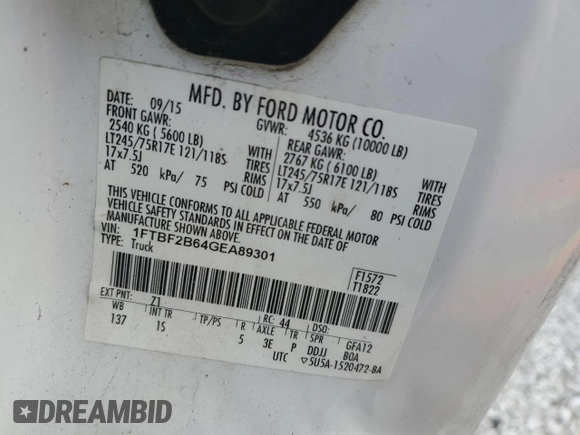 MFD. BY FORD MOTOR CO.
DATE: 09/15 GVWR: 4536 KG (10000 LB)
FRONT GAWR: REAR GAWR:
2540 KG ( 5600 LB) WITH 2767 KG ( 6100 LB) WITH
LT245/75R17E 121/118S TIRES LT245/75R17E 121/118S TIRES
17x7.5J RIMS 17x7.5J RIMS
AT 520 kPa/ 75 PSI COLD AT 550 kPa/ 80 PSI COLD
THIS VEHICLE CONFORMS TO ALL APPLICABLE FEDERAL MOTOR
VEHICLE SAFETY STANDARDS IN EFFECT ON THE DATE OF
MANUFACTURE SHOWN ABOVE.
VIN: 1FTBF2B64GEA89301
TYPE: Truck
F1572
T1822
EXT PNT: Z1 RC: 44 DSO:
WB INT TR TP/PS R AXLE TR SPR GFA12
137 1S 5 3E P DDJJ BOA
UTC ▽5U5A-1520472-BA
DREAMBID